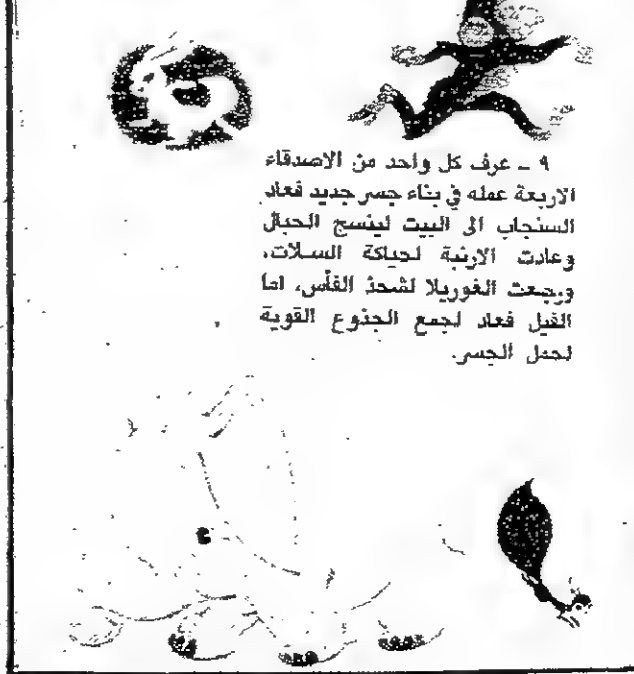 ٩ ــ عرف كل واحد من الاصدقاء
الاربعة عمله في بناء جسر جديد فعاد
السنجاب الى البيت لينسج الحبال
وعادت الارنبة لحياكة السلات،
ورجعت الغوريلا لشحذ الفأس، اما
الفيل فعاد لجمع الجذوع القوية
لحمل الجسر.